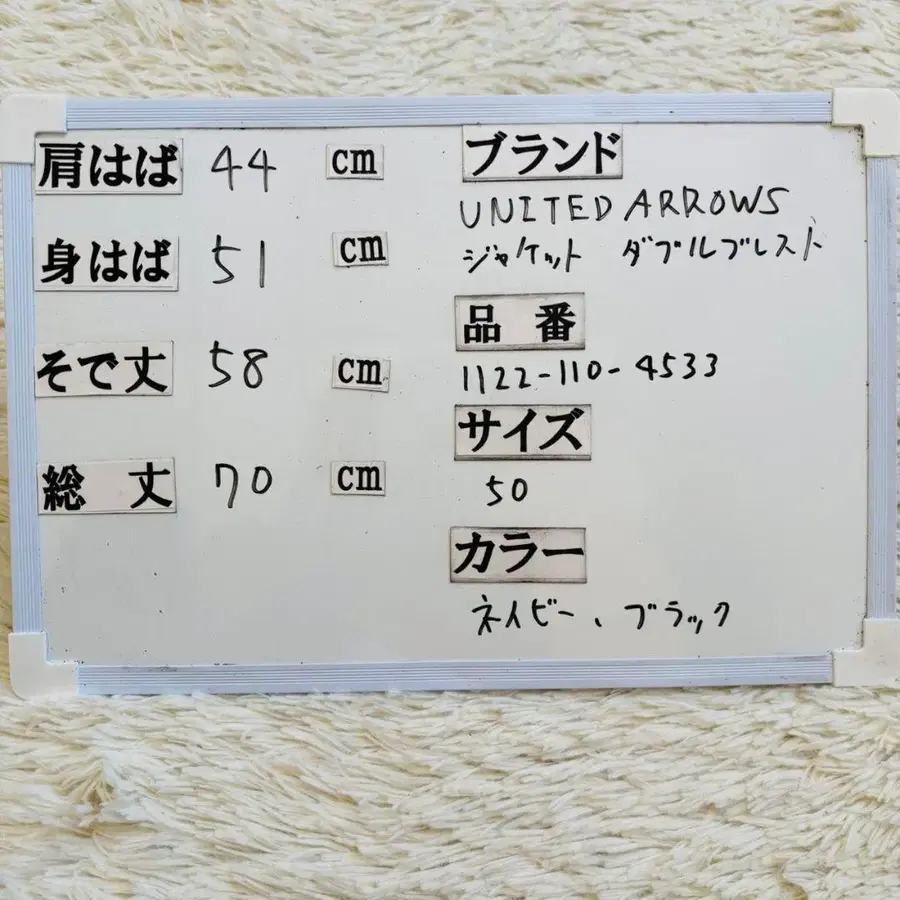 肩はば 44 cm
身はば 51 cm
そで丈 58 cm
総 丈 70 cm
ブランド
UNITED ARROWS
ジャケット ダブルブレスト
品 番
1122-110-4533
サイズ
50
カラー
ネイビー、ブラック